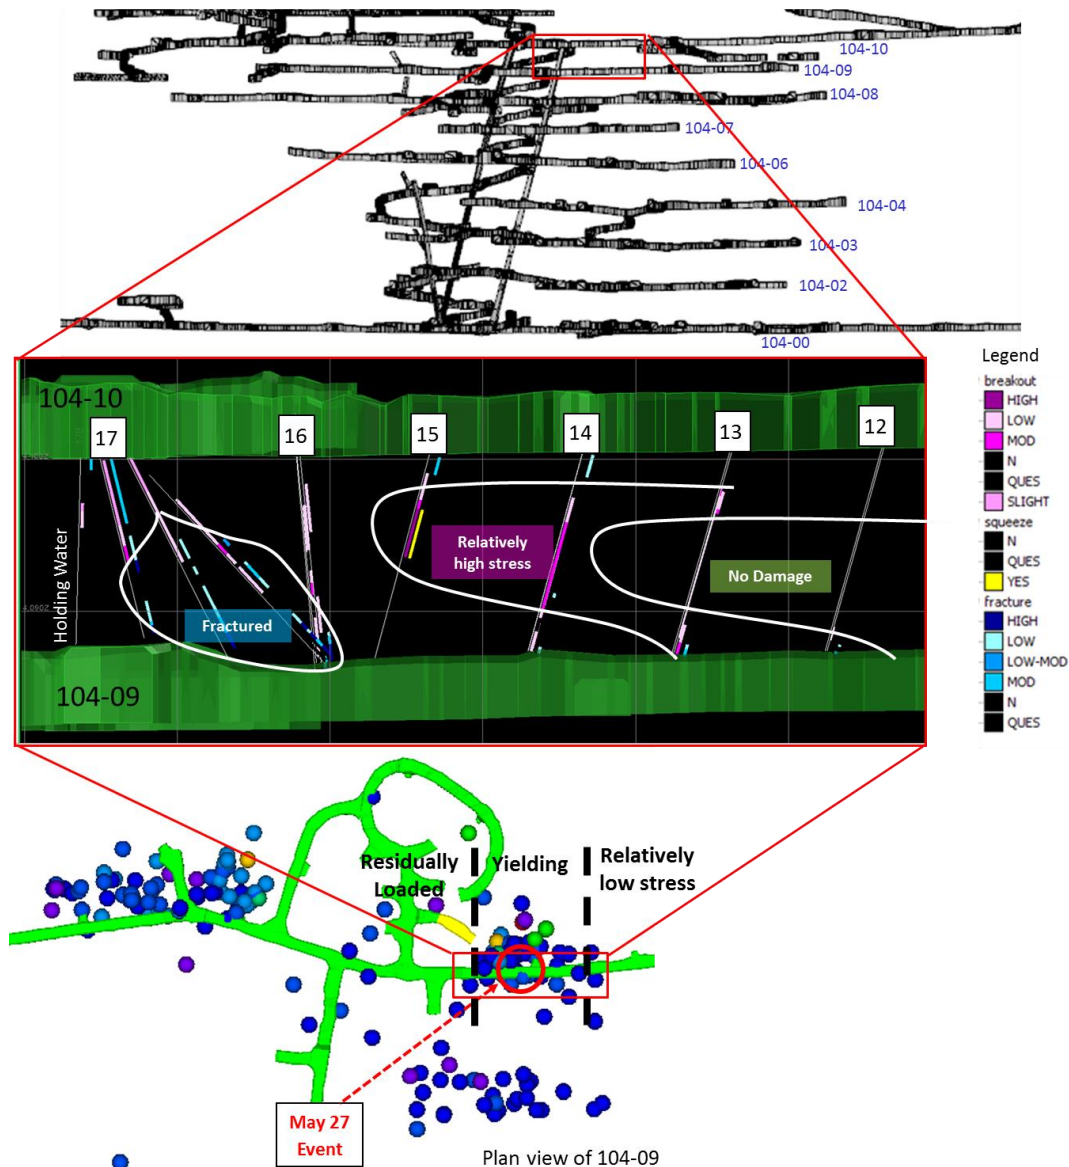 104-10
104-09
104-08
104-07
104-06
104-04
104-03
104-02
104-00
104-10
17
16
15
14
13
12
Holding Water
Relatively
high stress
No Damage
Fractured
104-09
Legend
breakout
HIGH
LOW
MOD
N
QUES
SLIGHT
squeeze
N
QUES
YES
fracture
HIGH
LOW
LOW-MOD
MOD
N
QUES
Residually
Loaded
Yielding
Relatively
low stress
May 27
Event
Plan view of 104-09